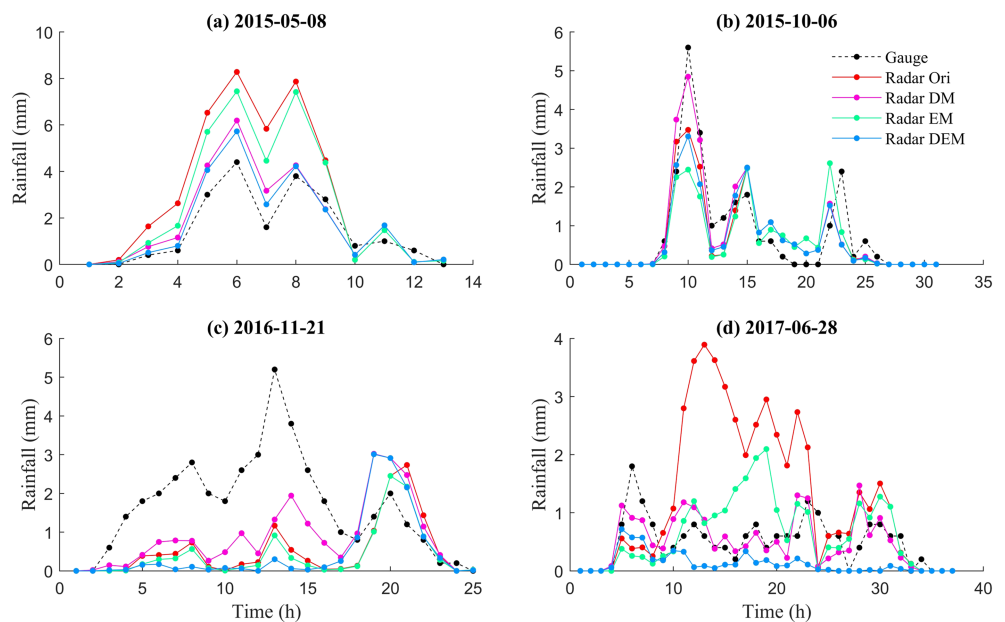 (a) 2015-05-08
10
8
6
4
2
0
Rainfall (mm)
0 2 4 6 8 10 12 14
(b) 2015-10-06
6
5
4
3
2
1
0
Rainfall (mm)
0 5 10 15 20 25 30 35
Gauge
Radar Ori
Radar DM
Radar EM
Radar DEM
(c) 2016-11-21
6
5
4
3
2
1
0
Rainfall (mm)
0 5 10 15 20 25
Time (h)
(d) 2017-06-28
4
3
2
1
0
Rainfall (mm)
0 10 20 30 40
Time (h)